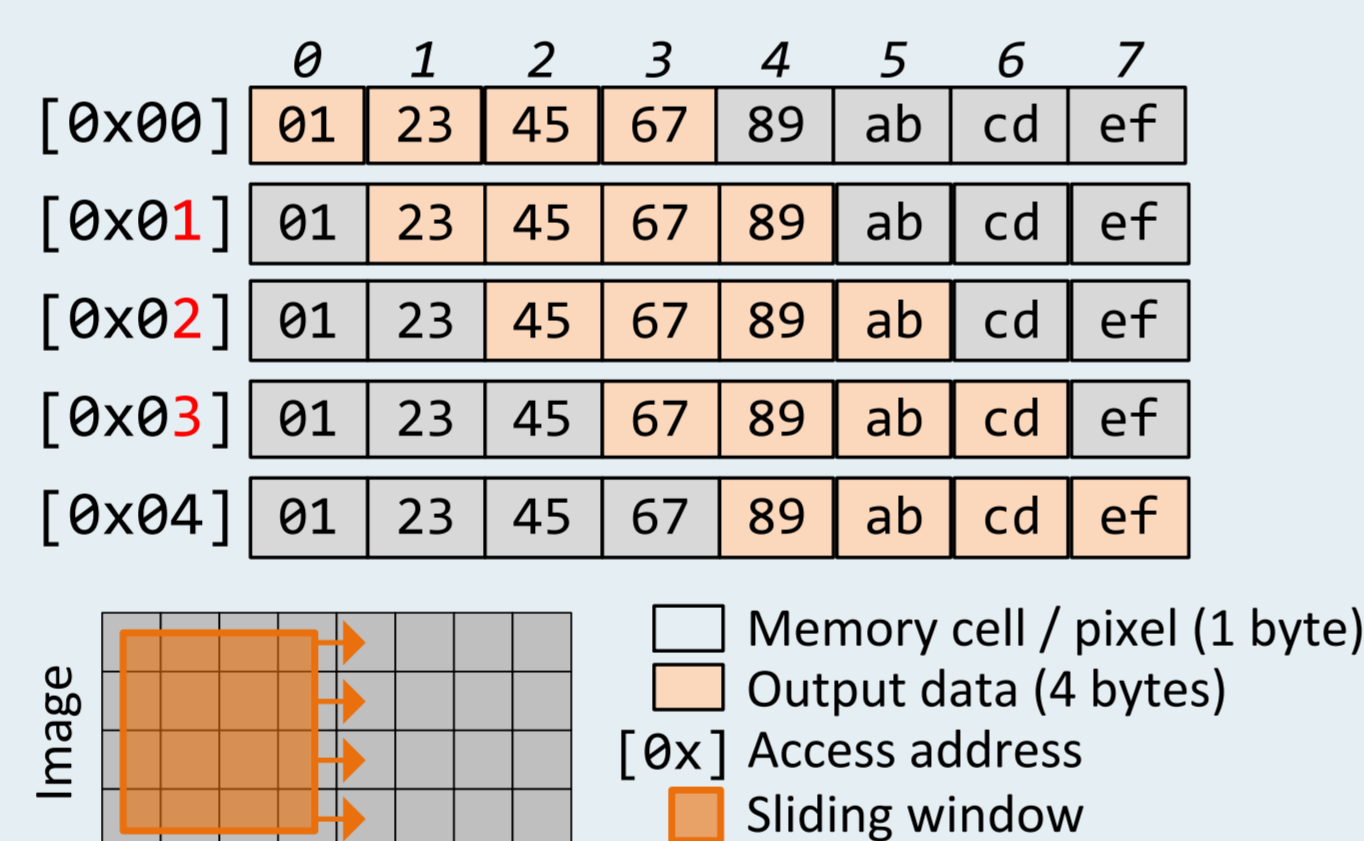 0 1 2 3 4 5 6 7
[0x00] 01 23 45 67 89 ab cd ef
[0x01] 01 23 45 67 89 ab cd ef
[0x02] 01 23 45 67 89 ab cd ef
[0x03] 01 23 45 67 89 ab cd ef
[0x04] 01 23 45 67 89 ab cd ef
Image
Memory cell / pixel (1 byte)
Output data (4 bytes)
[0x] Access address
Sliding window